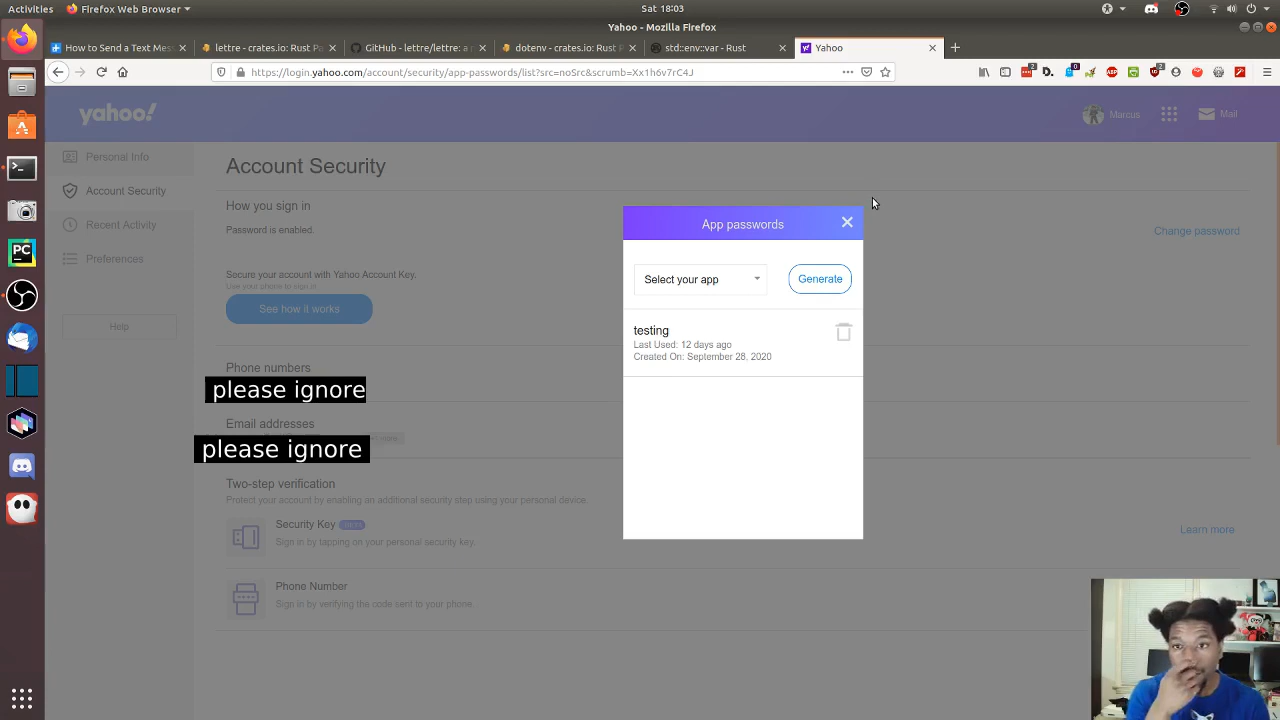 Activities
Firefox Web Browser
Sat 18:03
Yahoo - Mozilla Firefox
How to Send a Text Mes
lettre - crates.io: Rust Pa
GitHub - lettre/lettre: a r
dotenv - crates.io: Rust P
std::env::var - Rust
Yahoo
https://login.yahoo.com/account/security/app-passwords/list?src=noSrc&scrumb=Xx1h6v7rC4J
yahoo!
Marcus
Mail
Personal Info
Account Security
Recent Activity
Preferences
Help
Account Security
How you sign in
Password is enabled.
Change password
Secure your account with Yahoo Account Key.
Use your phone to sign in
See how it works
Phone numbers
please ignore
Email addresses
please ignore
Two-step verification
Protect your account by enabling an additional security step using your personal device.
Security Key BETA
Sign in by tapping on your personal security key.
Learn more
Phone Number
Sign in by verifying the code sent to your phone.
App passwords
Select your app
Generate
testing
Last Used: 12 days ago
Created On: September 28, 2020